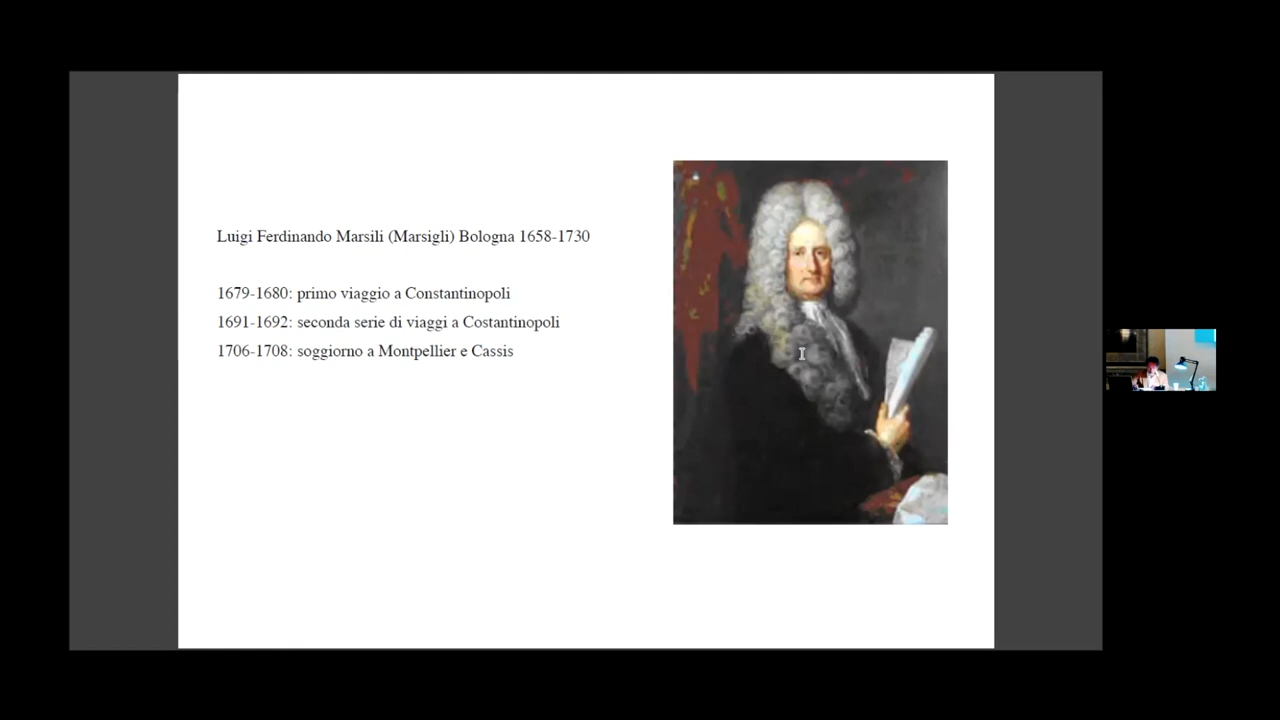 Luigi Ferdinando Marsili (Marsigli) Bologna 1658-1730
1679-1680: primo viaggio a Constantinopoli
1691-1692: seconda serie di viaggi a Costantinopoli
1706-1708: soggiorno a Montpellier e Cassis